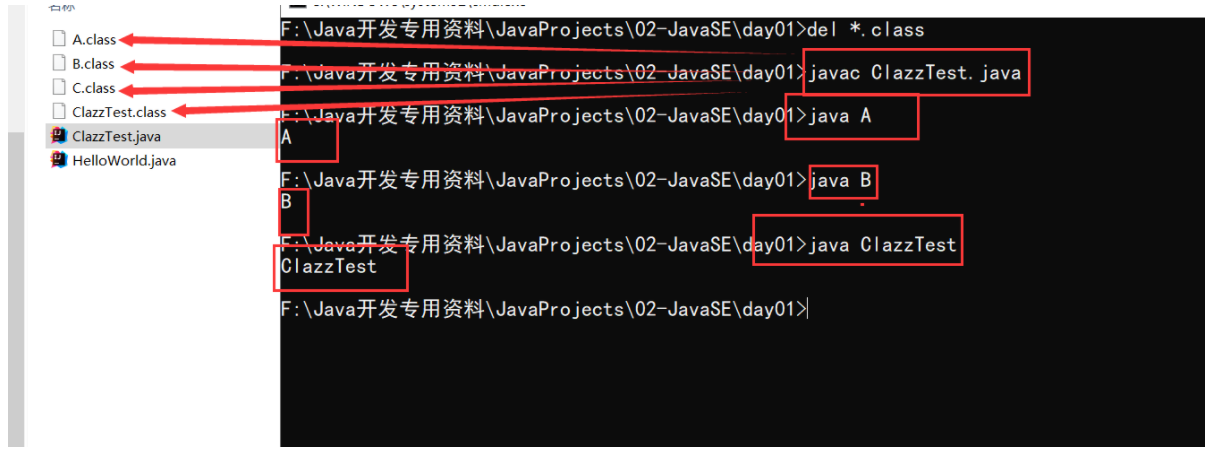 名称
A.class
B.class
C.class
ClazzTest.class
ClazzTest.java
HelloWorld.java
F:\Java开发专用资料\JavaProjects\02-JavaSE\day01>del *.class
F:\Java开发专用资料\JavaProjects\02-JavaSE\day01>javac ClazzTest.java
F:\Java开发专用资料\JavaProjects\02-JavaSE\day01>java A
A
F:\Java开发专用资料\JavaProjects\02-JavaSE\day01>java B
B
F:\Java开发专用资料\JavaProjects\02-JavaSE\day01>java ClazzTest
ClazzTest
F:\Java开发专用资料\JavaProjects\02-JavaSE\day01>